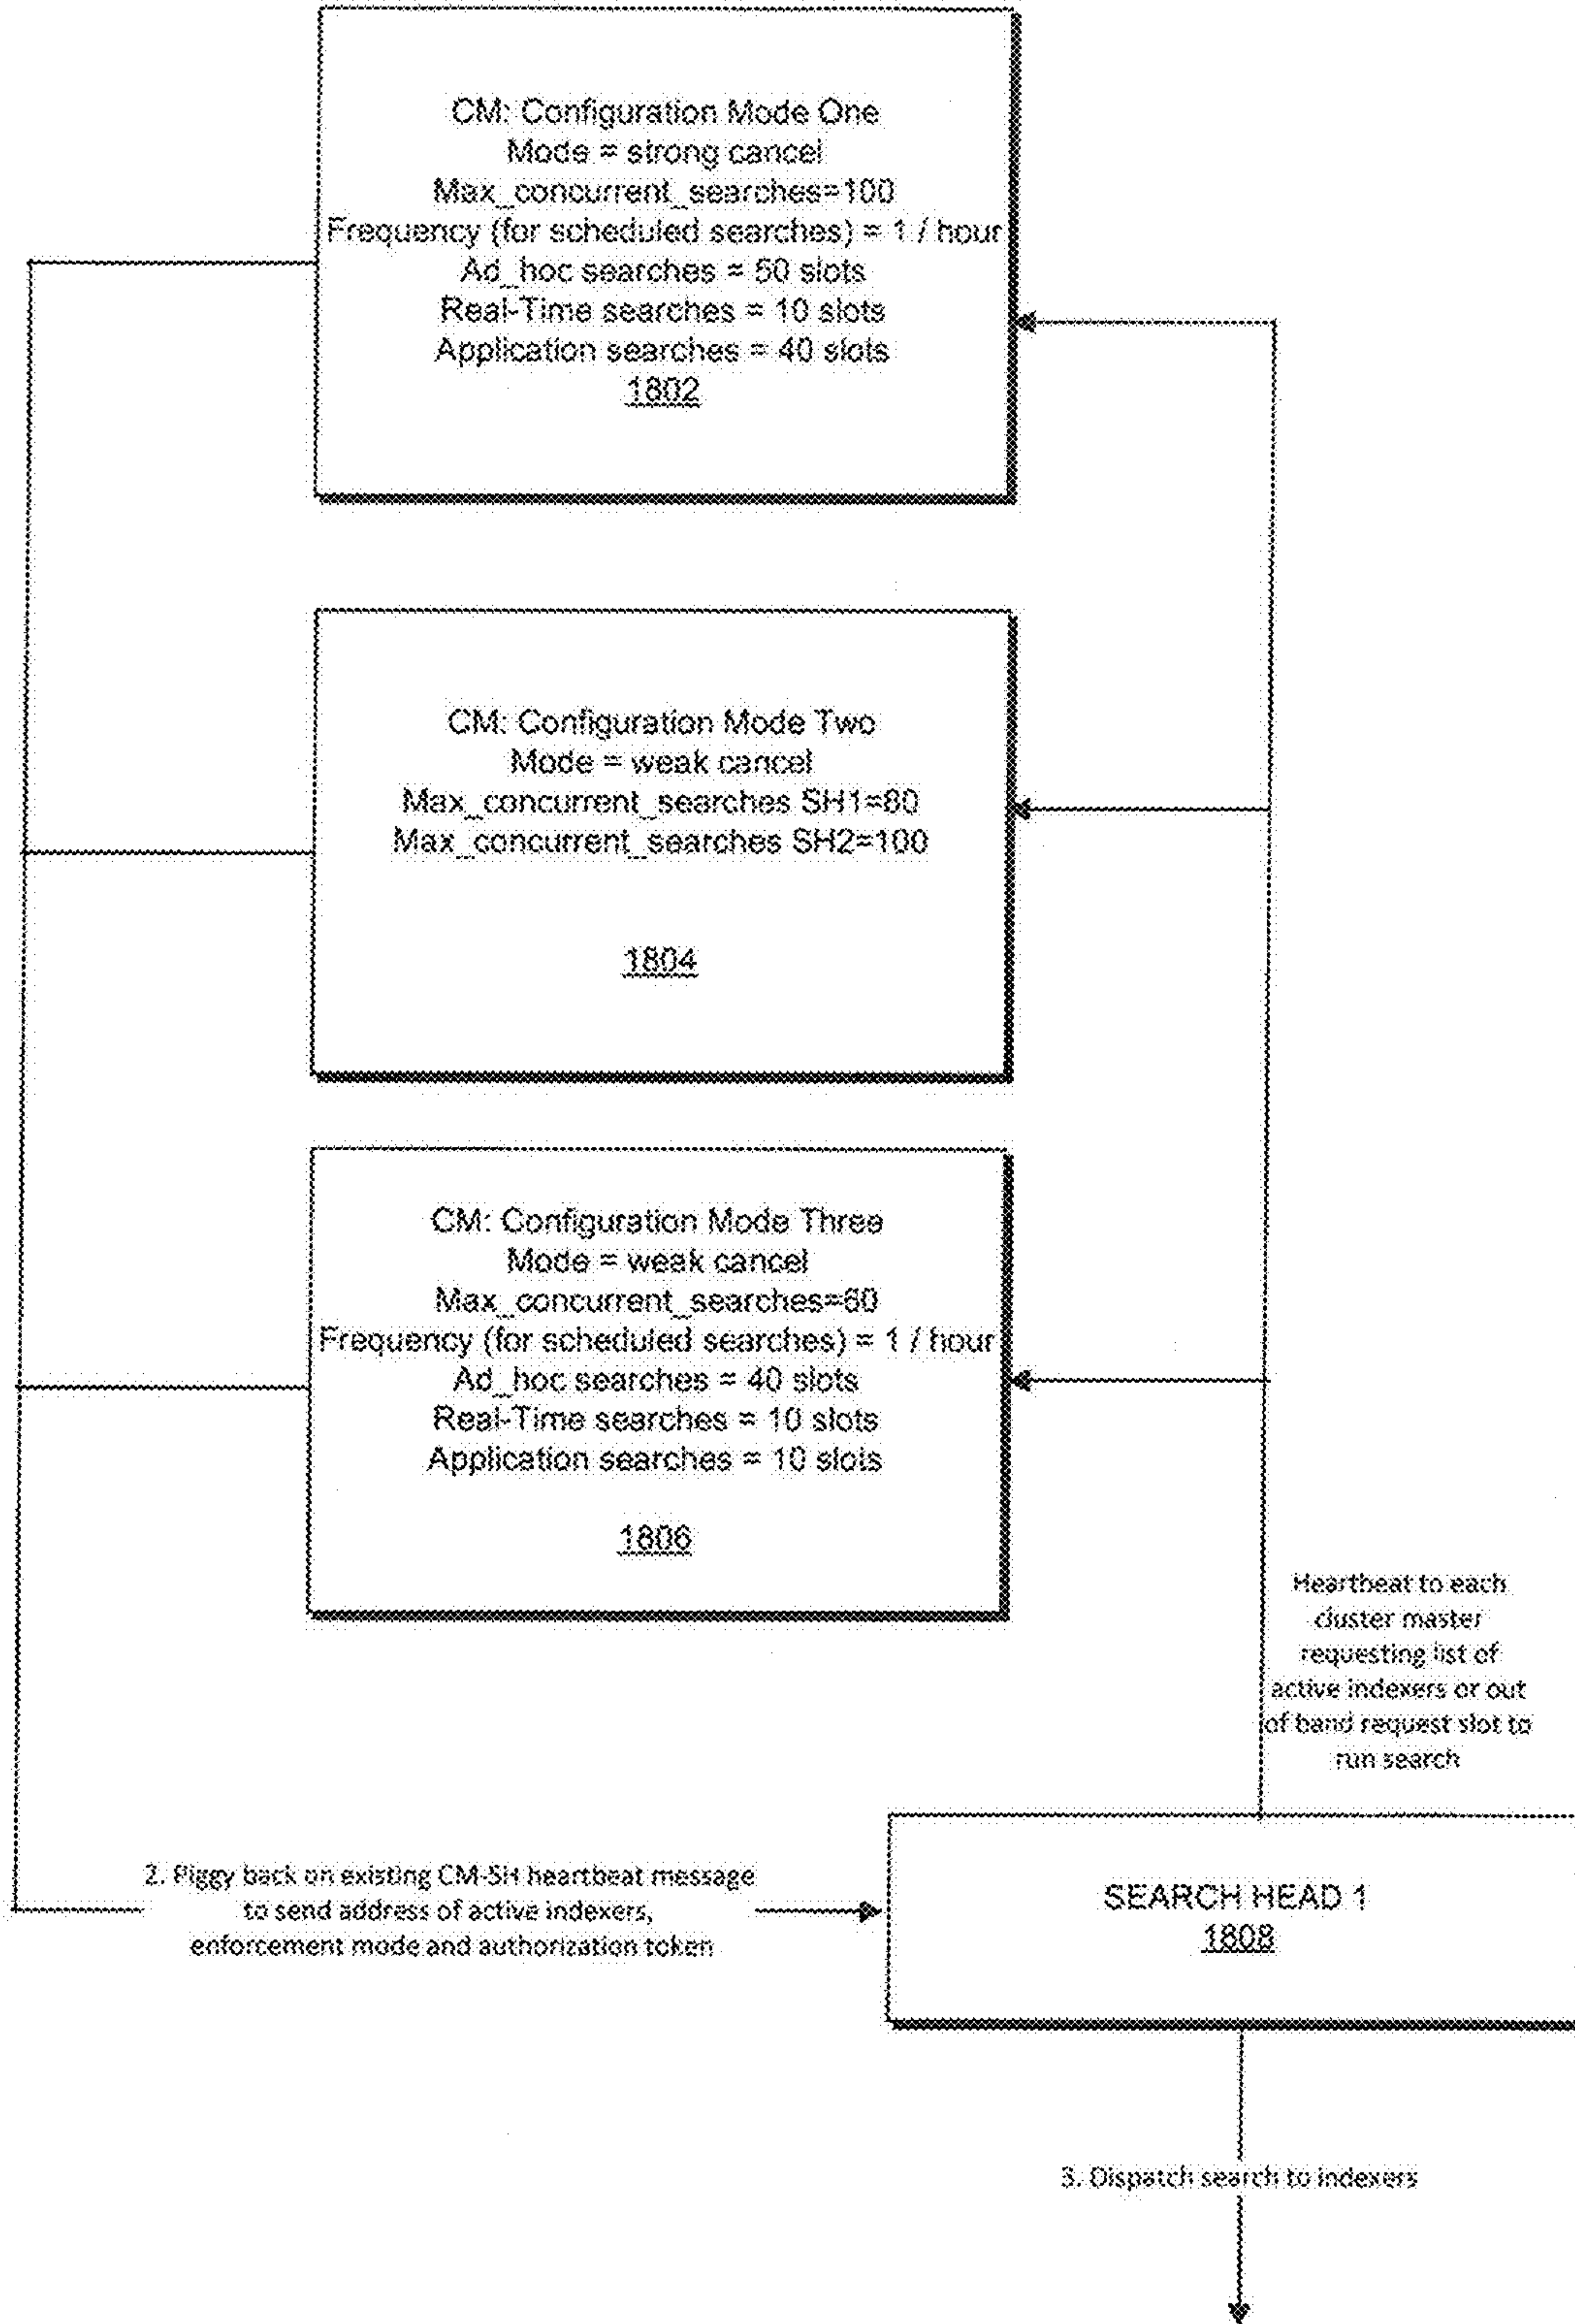 CM: Configuration Mode One
Mode = strong cancel
Max_concurrent_searches=100
Frequency (for scheduled searches) = 1 / hour
Ad_hoc searches = 50 slots
Real-Time searches = 10 slots
Application searches = 40 slots
1802
CM: Configuration Mode Two
Mode = weak cancel
Max_concurrent_searches SH1=80
Max_concurrent_searches SH2=100
1804
CM: Configuration Mode Three
Mode = weak cancel
Max_concurrent_searches=60
Frequency (for scheduled searches) = 1 / hour
Ad_hoc searches = 40 slots
Real-Time searches = 10 slots
Application searches = 10 slots
1806
Heartbeat to each
cluster master
requesting list of
active indexers or out
of band request slot to
run search
2. Piggy back on existing CM-SH heartbeat message
to send address of active indexers,
enforcement mode and authorization token
SEARCH HEAD 1
1808
3. Dispatch search to indexers